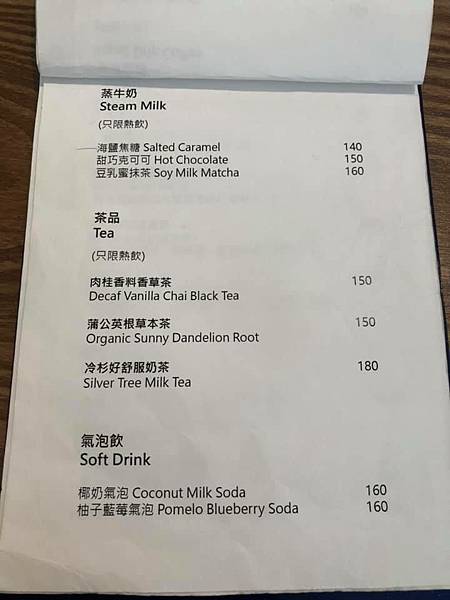 蒸牛奶
Steam Milk
(只限熱飲)
海鹽焦糖 Salted Caramel 140
甜巧克可可 Hot Chocolate 150
豆乳蜜抹茶 Soy Milk Matcha 160
茶品
Tea
(只限熱飲)
肉桂香料香草茶 150
Decaf Vanilla Chai Black Tea
蒲公英根草本茶 150
Organic Sunny Dandelion Root
冷杉好舒服奶茶 180
Silver Tree Milk Tea
氣泡飲
Soft Drink
椰奶氣泡 Coconut Milk Soda 160
柚子藍莓氣泡 Pomelo Blueberry Soda 160